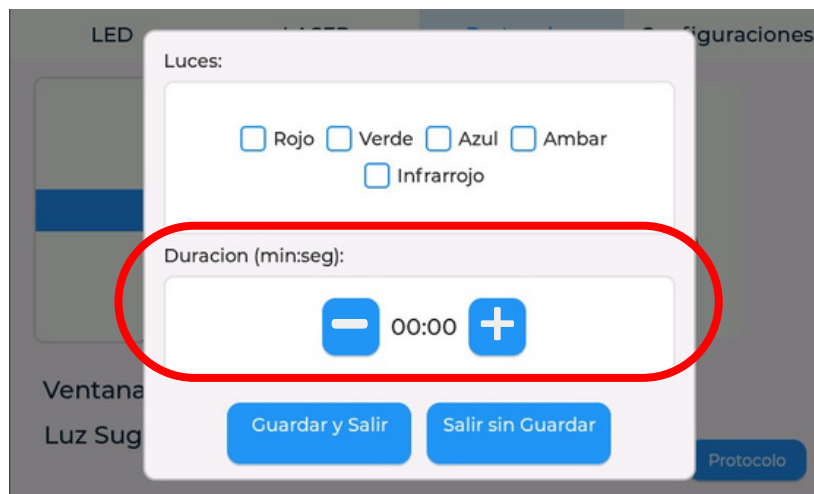 LED
iguraciones
Luces:
Rojo Verde Azul Ambar
Infrarrojo
Duracion (min:seg):
00:00
Ventana
Luz Sug
Guardar y Salir Salir sin Guardar
Protocolo